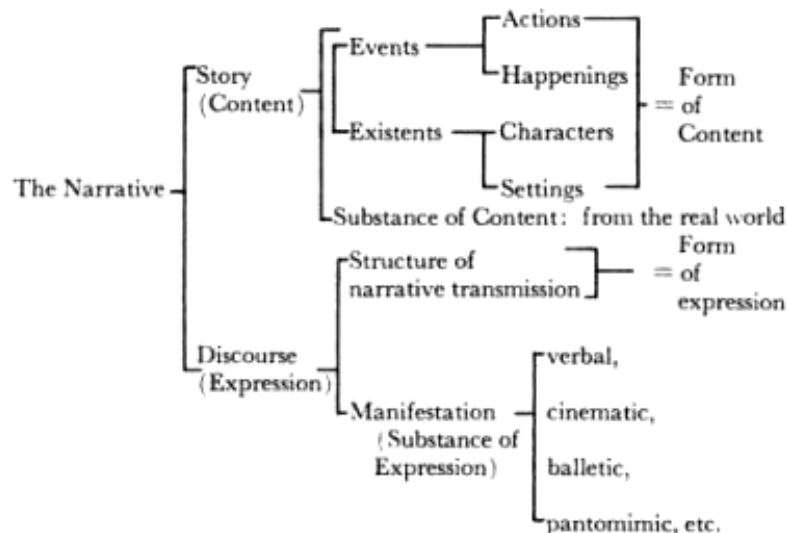 Actions
Events
Story
(Content)
Happenings
Form
= of
Content
Existents
Characters
The Narrative
Settings
Substance of Content: from the real world
Structure of
narrative transmission
Form
= of
expression
Discourse
(Expression)
verbal,
Manifestation
(Substance of
Expression)
cinematic,
balletic,
pantomimic, etc.